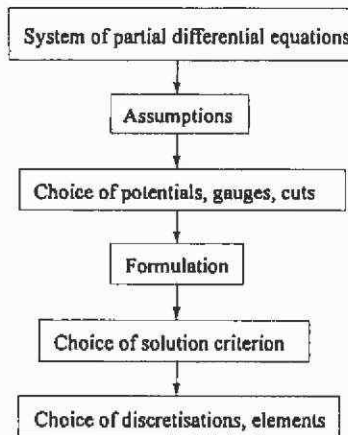 System of partial differential equations
Assumptions
Choice of potentials, gauges, cuts
Formulation
Choice of solution criterion
Choice of discretisations, elements